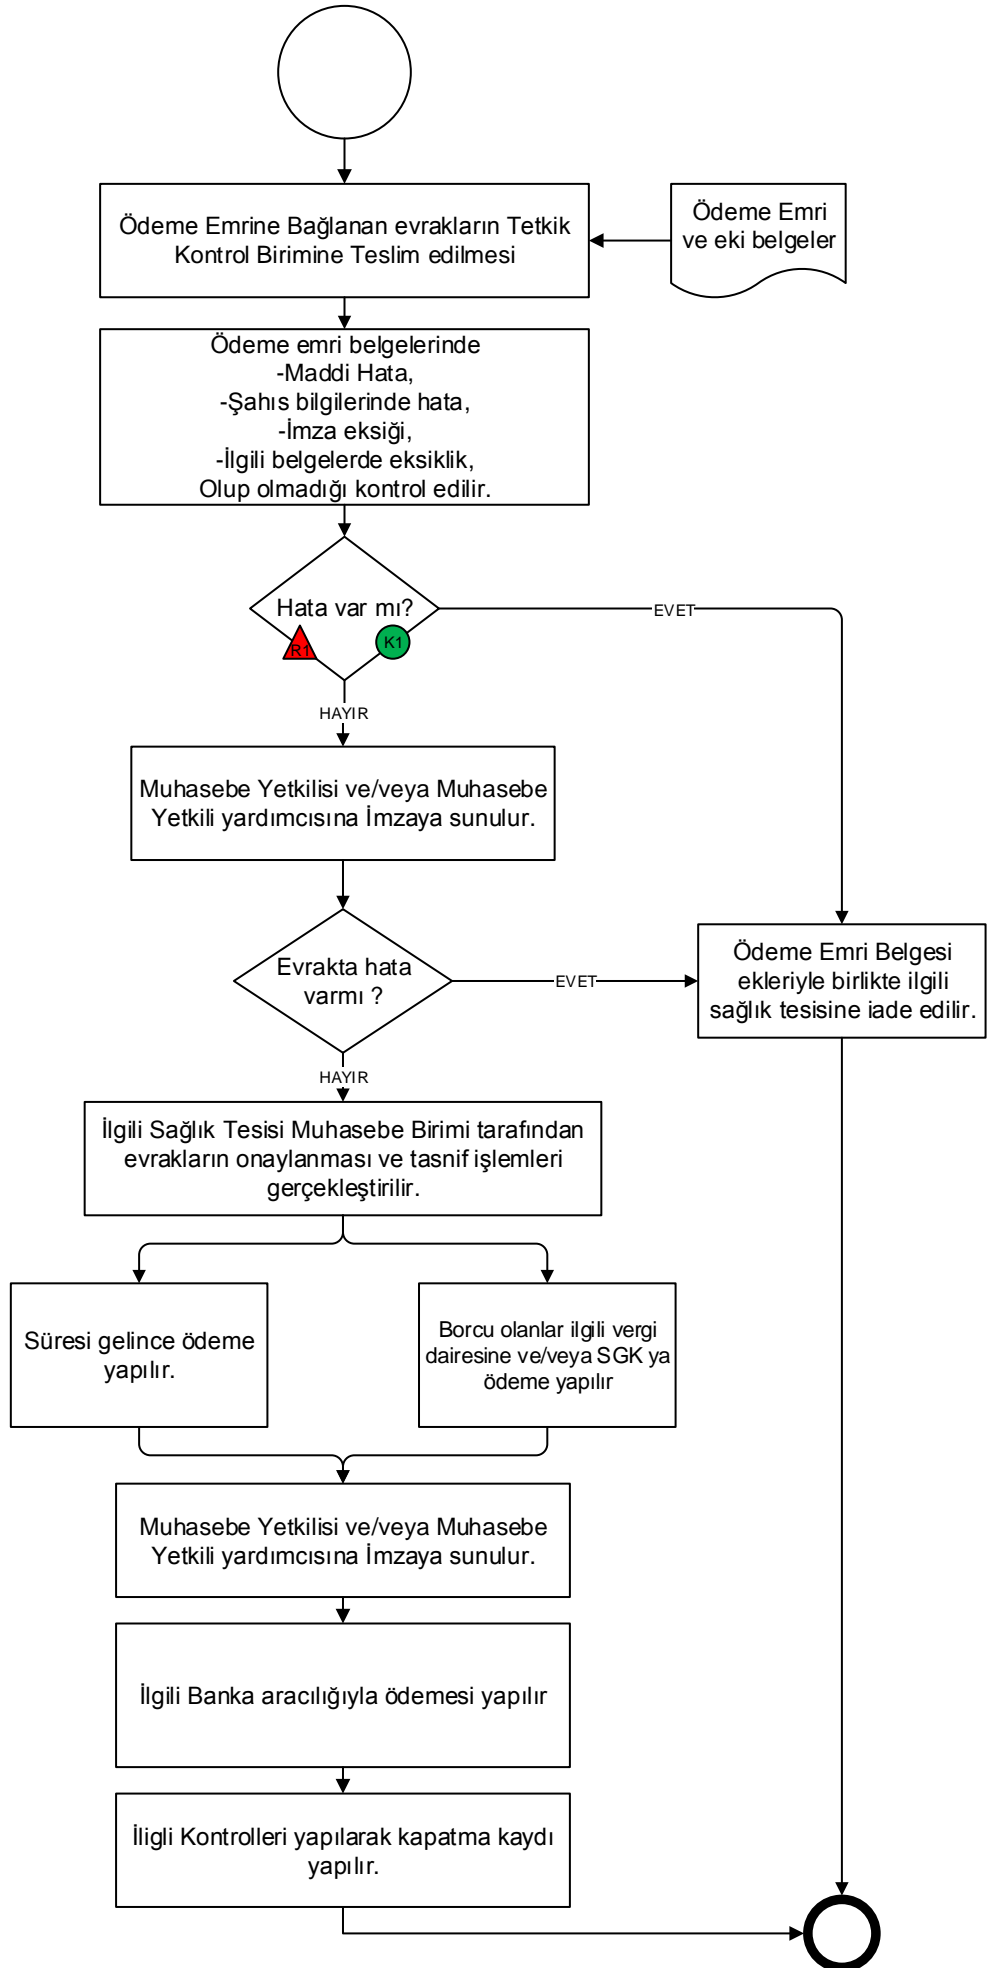 Ödeme Emrine Bağlanan evrakların Tetkik
Kontrol Birimine Teslim edilmesi
Ödeme Emri
ve eki belgeler
Ödeme emri belgelerinde
-Maddi Hata,
-Şahıs bilgilerinde hata,
-İmza eksiği,
-İlgili belgelerde eksiklik,
Olup olmadığı kontrol edilir.
Hata var mı?
R1
K1
EVET
HAYIR
Muhasebe Yetkilisi ve/veya Muhasebe
Yetkili yardımcısına İmzaya sunulur.
Evrakta hata
varmı ?
EVET
Ödeme Emri Belgesi
ekleriyle birlikte ilgili
sağlık tesisine iade edilir.
HAYIR
İlgili Sağlık Tesisi Muhasebe Birimi tarafından
evrakların onaylanması ve tasnif işlemleri
gerçekleştirilir.
Süresi gelince ödeme
yapılır.
Borcu olanlar ilgili vergi
dairesine ve/veya SGK ya
ödeme yapılır
Muhasebe Yetkilisi ve/veya Muhasebe
Yetkili yardımcısına İmzaya sunulur.
İlgili Banka aracılığıyla ödemesi yapılır
İligli Kontrolleri yapılarak kapatma kaydı
yapılır.